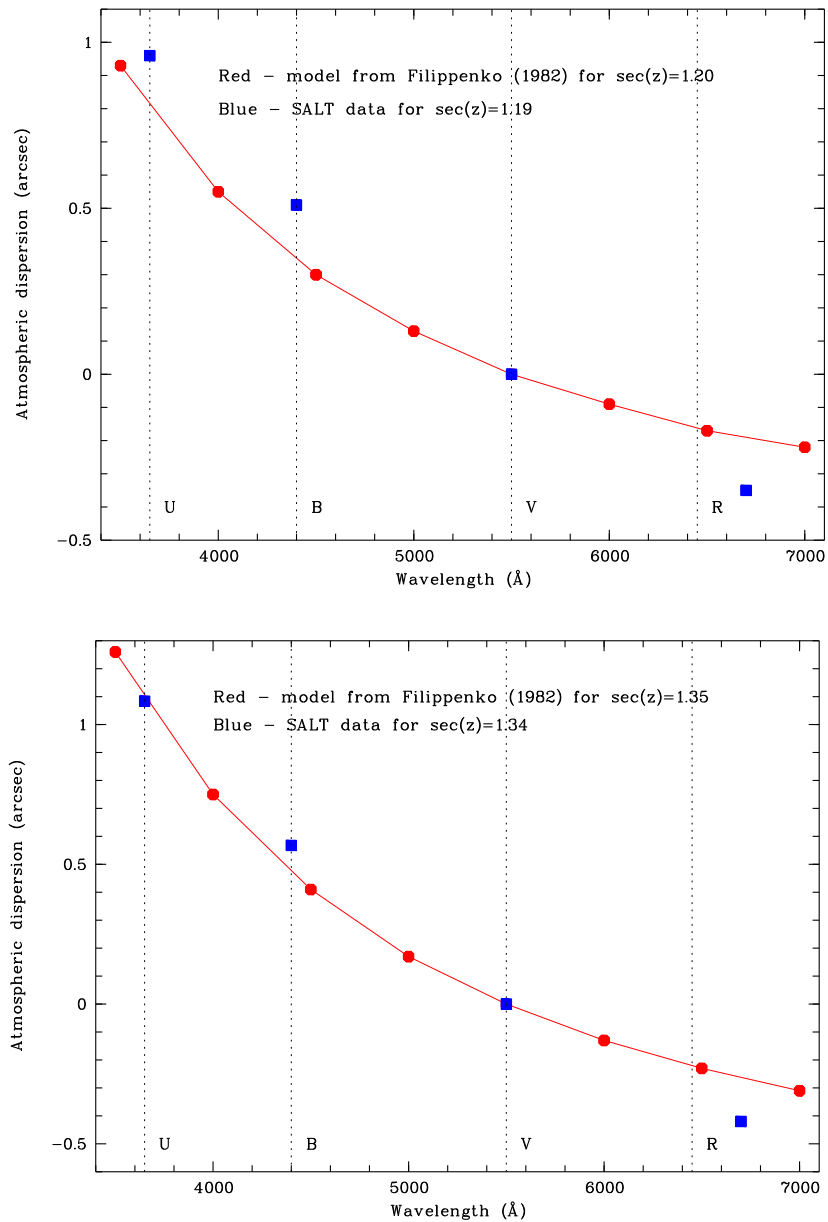 1
Red – model from Filippenko (1982) for sec(z)=1.20
Blue – SALT data for sec(z)=1.19
0.5
Atmospheric dispersion (arcsec)
0
U B V R
−0.5
4000 5000 6000 7000
Wavelength (Å)
Red – model from Filippenko (1982) for sec(z)=1.35
1
Blue – SALT data for sec(z)=1.34
0.5
Atmospheric dispersion (arcsec)
0
U B V R
−0.5
4000 5000 6000 7000
Wavelength (Å)